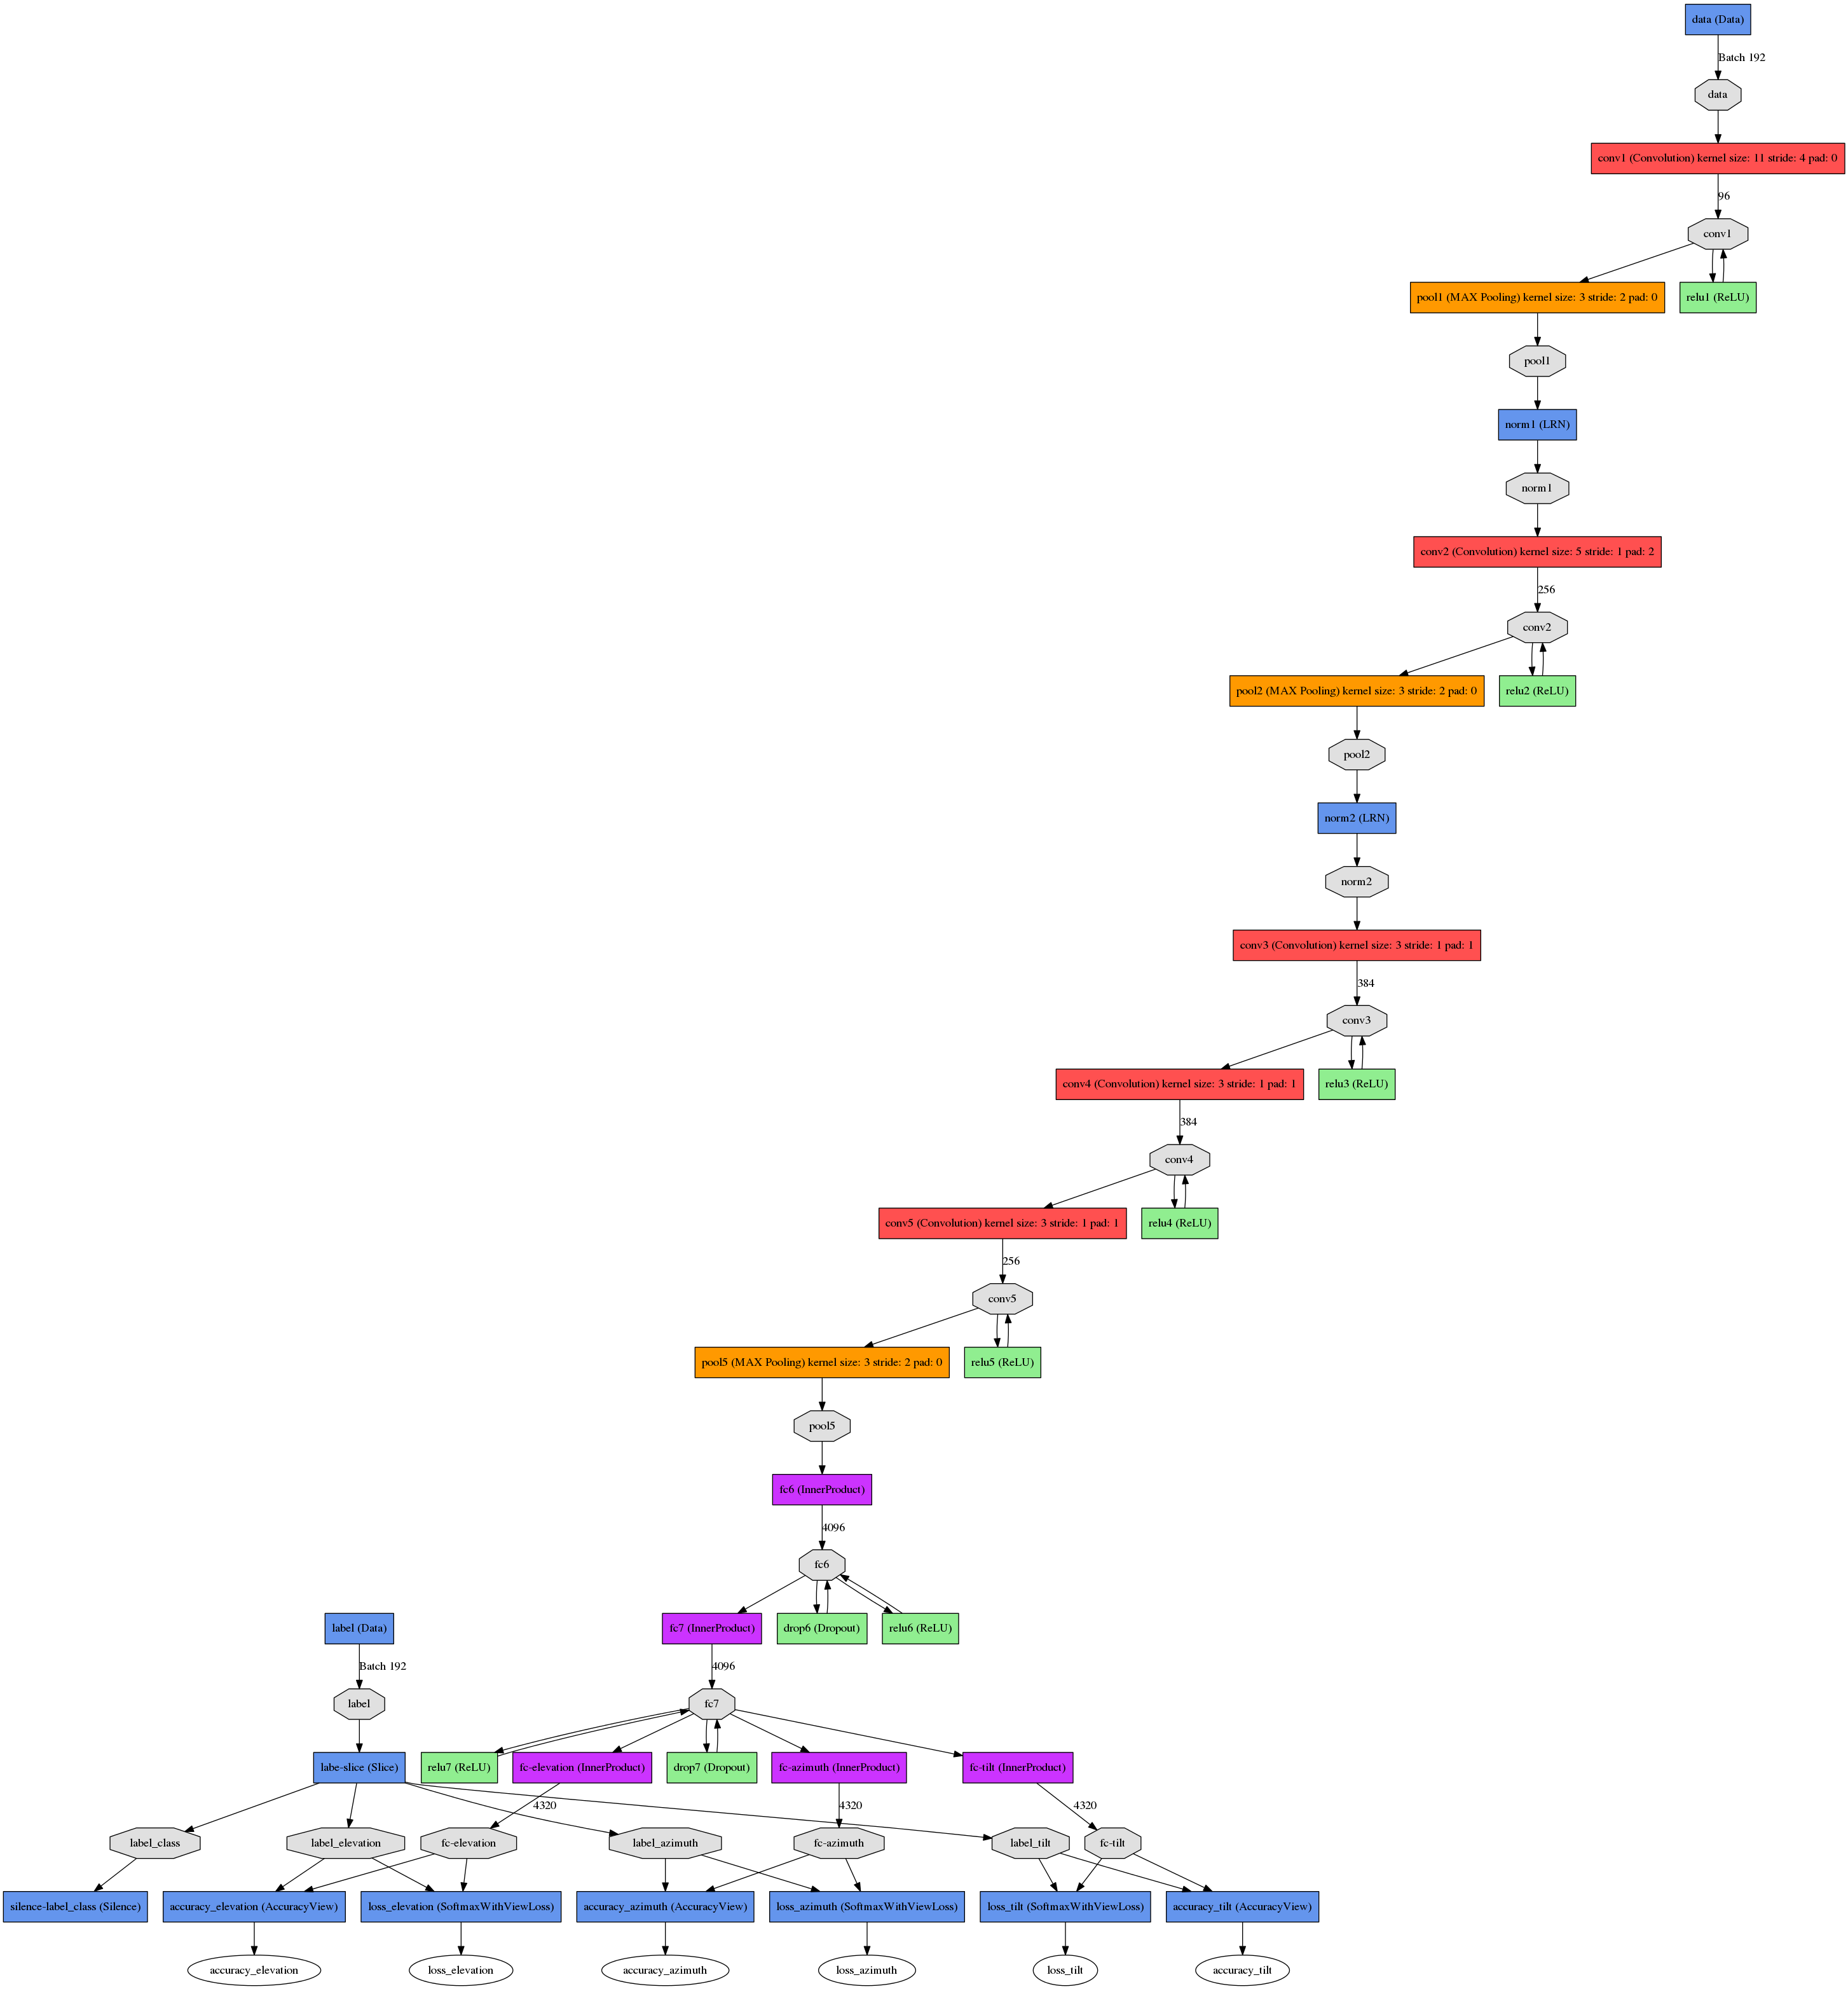 data (Data)
Batch 192
data
conv1 (Convolution) kernel size: 11 stride: 4 pad: 0
96
conv1
pool1 (MAX Pooling) kernel size: 3 stride: 2 pad: 0
relu1 (ReLU)
pool1
norm1 (LRN)
norm1
conv2 (Convolution) kernel size: 5 stride: 1 pad: 2
256
conv2
pool2 (MAX Pooling) kernel size: 3 stride: 2 pad: 0
relu2 (ReLU)
pool2
norm2 (LRN)
norm2
conv3 (Convolution) kernel size: 3 stride: 1 pad: 1
384
conv3
conv4 (Convolution) kernel size: 3 stride: 1 pad: 1
relu3 (ReLU)
384
conv4
conv5 (Convolution) kernel size: 3 stride: 1 pad: 1
relu4 (ReLU)
256
conv5
pool5 (MAX Pooling) kernel size: 3 stride: 2 pad: 0
relu5 (ReLU)
pool5
fc6 (InnerProduct)
4096
fc6
label (Data)
fc7 (InnerProduct)
drop6 (Dropout)
relu6 (ReLU)
Batch 192
4096
label
fc7
labe-slice (Slice)
relu7 (ReLU)
fc-elevation (InnerProduct)
drop7 (Dropout)
fc-azimuth (InnerProduct)
fc-tilt (InnerProduct)
4320
4320
4320
label_class
label_elevation
fc-elevation
label_azimuth
fc-azimuth
label_tilt
fc-tilt
silence-label_class (Silence)
accuracy_elevation (AccuracyView)
loss_elevation (SoftmaxWithViewLoss)
accuracy_azimuth (AccuracyView)
loss_azimuth (SoftmaxWithViewLoss)
loss_tilt (SoftmaxWithViewLoss)
accuracy_tilt (AccuracyView)
accuracy_elevation
loss_elevation
accuracy_azimuth
loss_azimuth
loss_tilt
accuracy_tilt